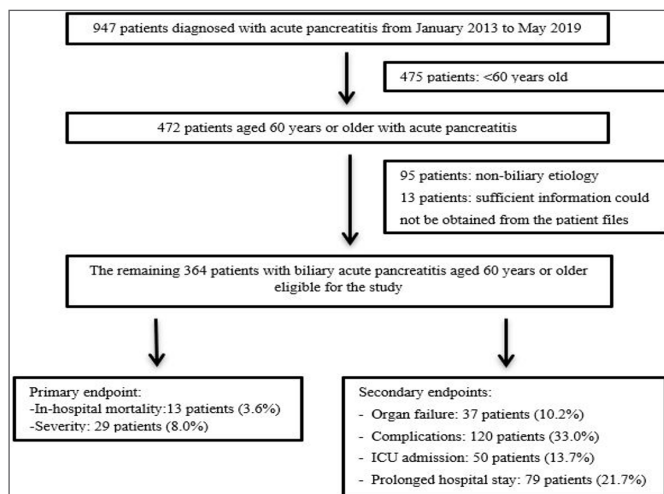 947 patients diagnosed with acute pancreatitis from January 2013 to May 2019
475 patients: <60 years old
472 patients aged 60 years or older with acute pancreatitis
95 patients: non-biliary etiology
13 patients: sufficient information could
not be obtained from the patient files
The remaining 364 patients with biliary acute pancreatitis aged 60 years or older
eligible for the study
Primary endpoint:
-In-hospital mortality:13 patients (3.6%)
-Severity: 29 patients (8.0%)
Secondary endpoints:
- Organ failure: 37 patients (10.2%)
- Complications: 120 patients (33.0%)
- ICU admission: 50 patients (13.7%)
- Prolonged hospital stay: 79 patients (21.7%)